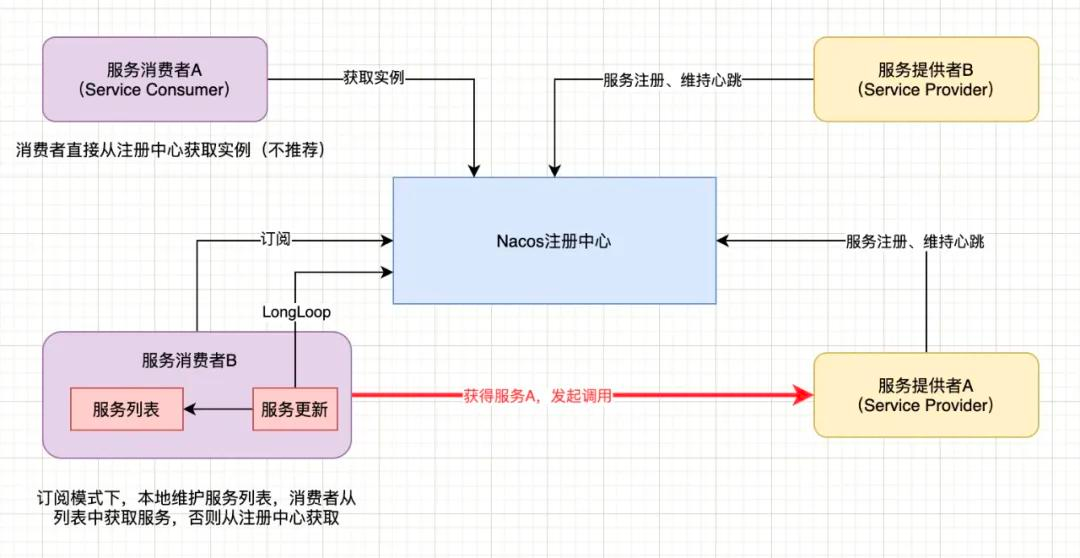 服务消费者A
（Service Consumer）
获取实例
服务注册、维持心跳
服务提供者B
（Service Provider）
消费者直接从注册中心获取实例（不推荐）
Nacos注册中心
订阅
服务注册、维持心跳
LongLoop
服务消费者B
服务列表
服务更新
获得服务A，发起调用
服务提供者A
（Service Provider）
订阅模式下，本地维护服务列表，消费者从
列表中获取服务，否则从注册中心获取